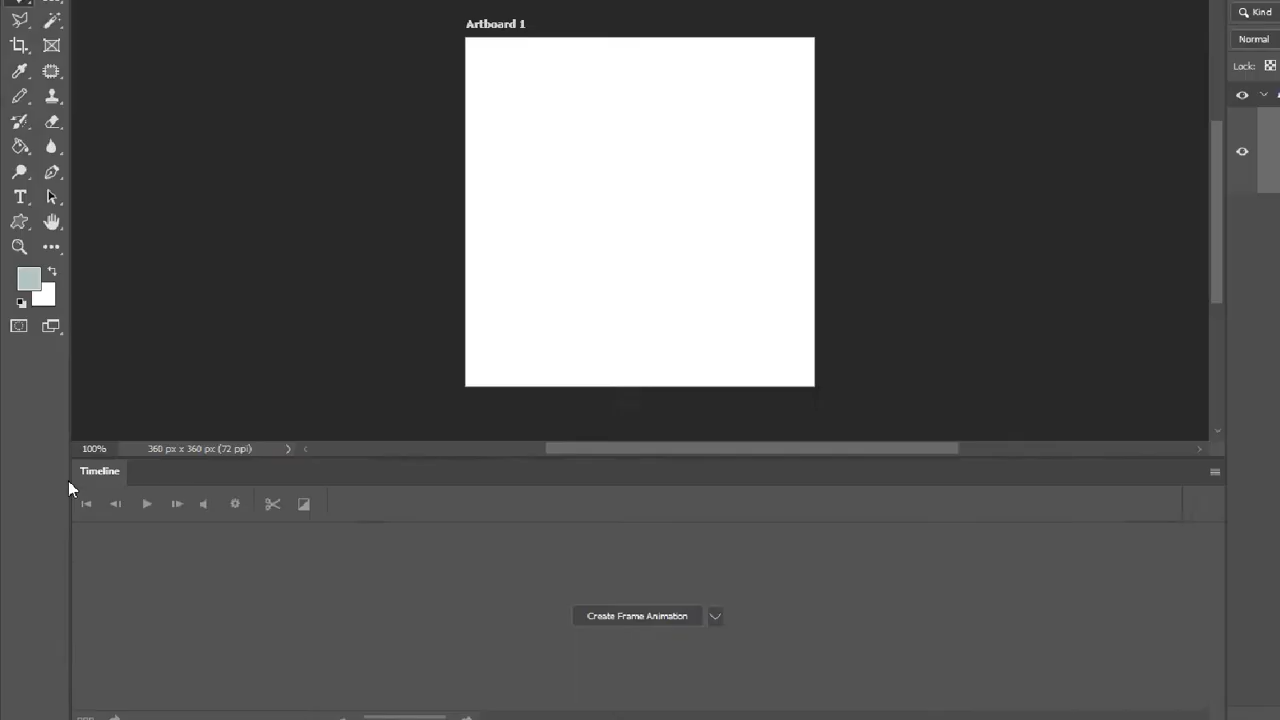 Artboard 1
Kind
Normal
Lock:
100%
360 px x 360 px (72 ppi)
Timeline
Create Frame Animation